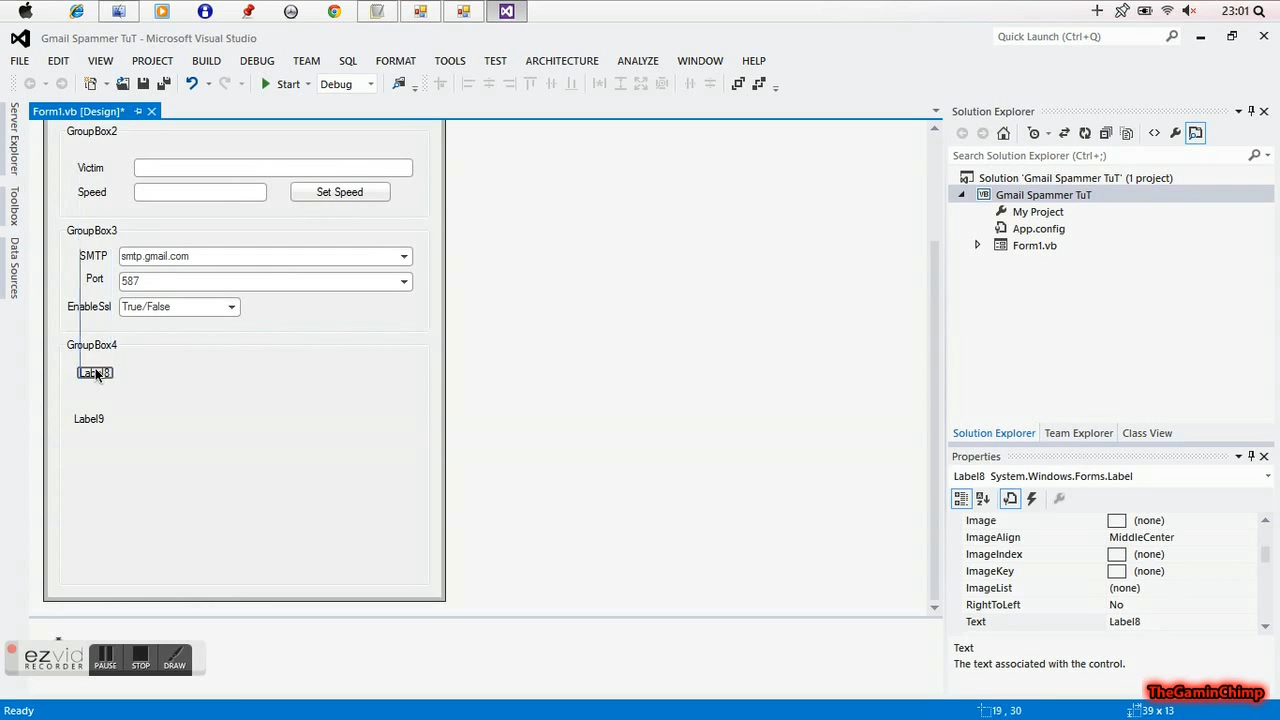 23:01
Gmail Spammer TuT - Microsoft Visual Studio
Quick Launch (Ctrl+Q)
FILE EDIT VIEW PROJECT BUILD DEBUG TEAM SQL FORMAT TOOLS TEST ARCHITECTURE ANALYZE WINDOW HELP
Start Debug
Server Explorer
Toolbox
Data Sources
Form1.vb [Design]*
GroupBox2
Victim
Speed Set Speed
GroupBox3
SMTP smtp.gmail.com
Port 587
EnableSsl True/False
GroupBox4
Label8
Label9
Solution Explorer
Search Solution Explorer (Ctrl+;)
Solution 'Gmail Spammer TuT' (1 project)
VB Gmail Spammer TuT
My Project
App.config
Form1.vb
Solution Explorer Team Explorer Class View
Properties
Label8 System.Windows.Forms.Label
Image (none)
ImageAlign MiddleCenter
ImageIndex (none)
ImageKey (none)
ImageList (none)
RightToLeft No
Text Label8
Text
The text associated with the control.
ezvid
RECORDER
PAUSE STOP DRAW
TheGaminChimp
Ready 19 , 30 39 x 13